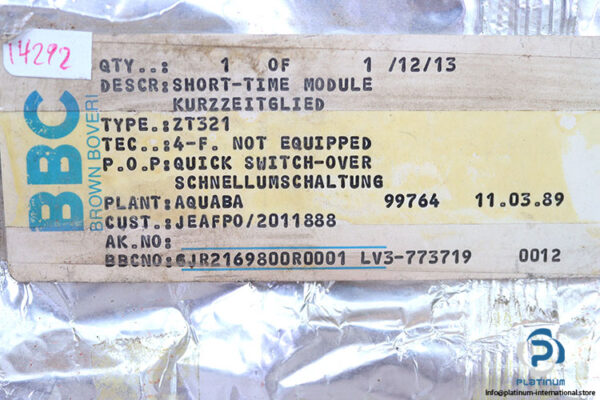 14292
BBC
BROWN BOVERI
QTY..: 1 OF 1 /12/13
DESCR:SHORT-TIME MODULE
KURZZEITGLIED
TYPE.:ZT321
TEC..:4-F. NOT EQUIPPED
P.O.P:QUICK SWITCH-OVER
SCHNELLUMSCHALTUNG
PLANT:AQUABA 99764 11.03.89
CUST.:JEAFPO/2011888
AK.NO:
BBCNO:GJR2169800R0001 LV3-773719 0012
PLATINUM
info@platinum-international.store